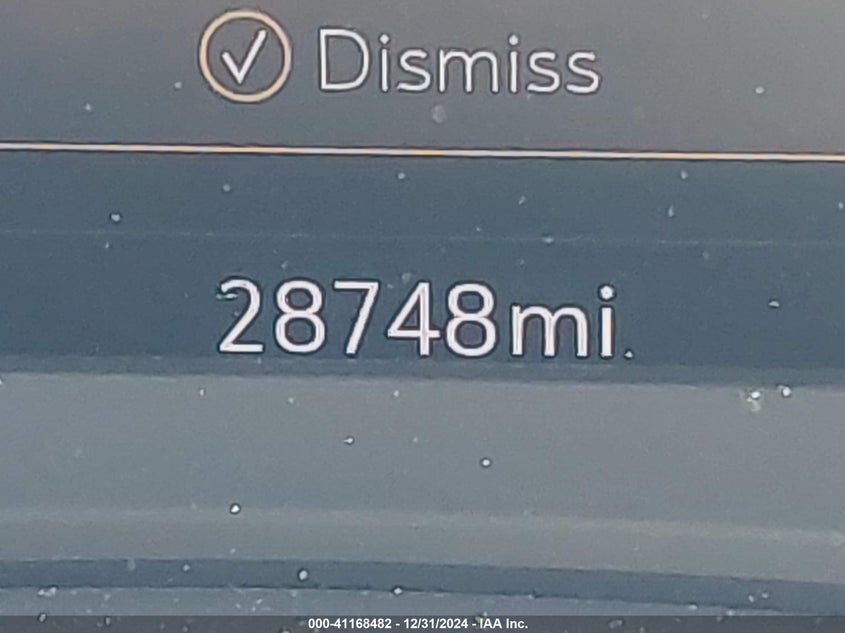 Dismiss
28748mi
000-41168482 - 12/31/2024 - IAA Inc.